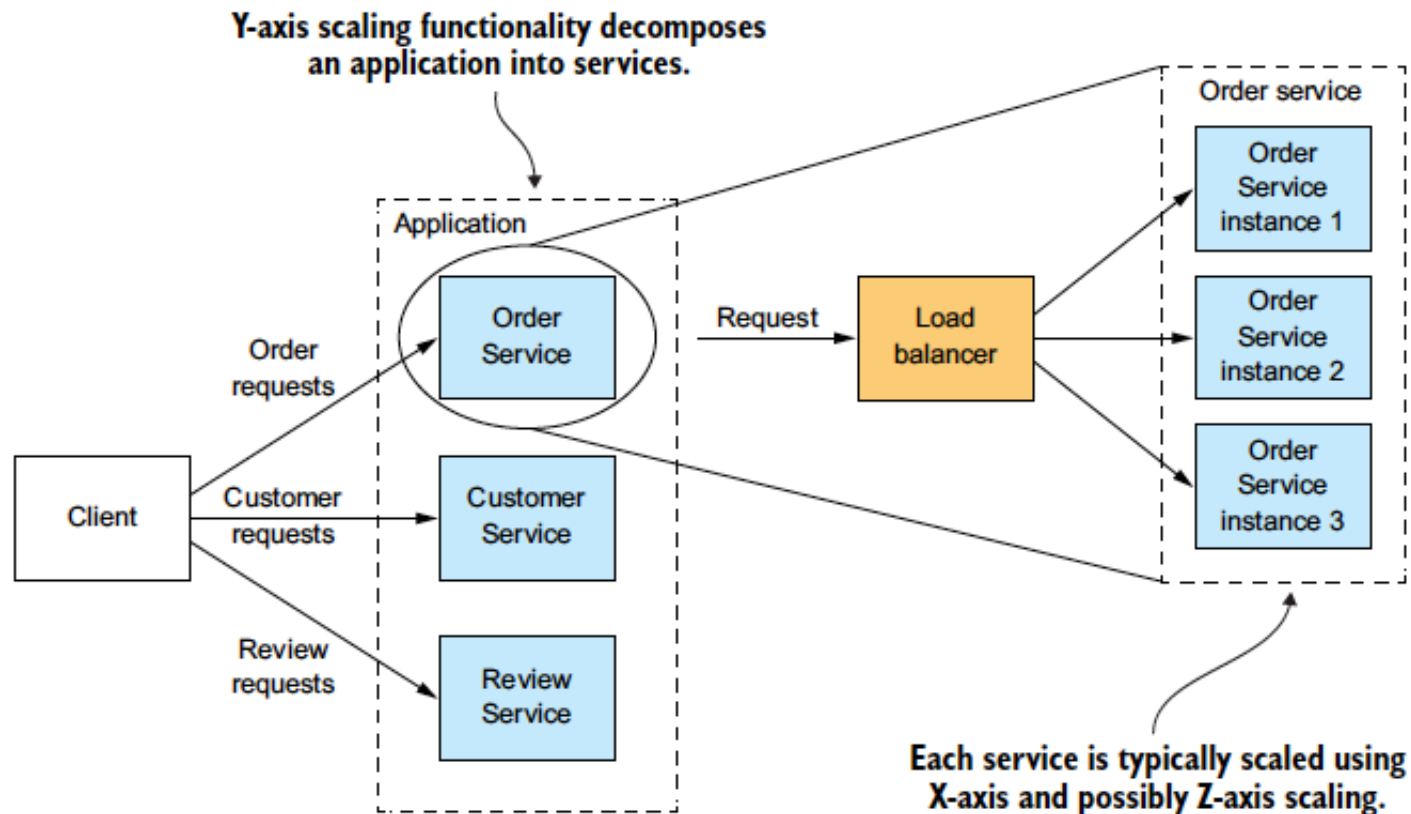 Y-axis scaling functionality decomposes
an application into services.
Application
Order
Service
Order
requests
Client
Customer
requests
Customer
Service
Review
requests
Review
Service
Request
Load
balancer
Order service
Order
Service
instance 1
Order
Service
instance 2
Order
Service
instance 3
Each service is typically scaled using
X-axis and possibly Z-axis scaling.